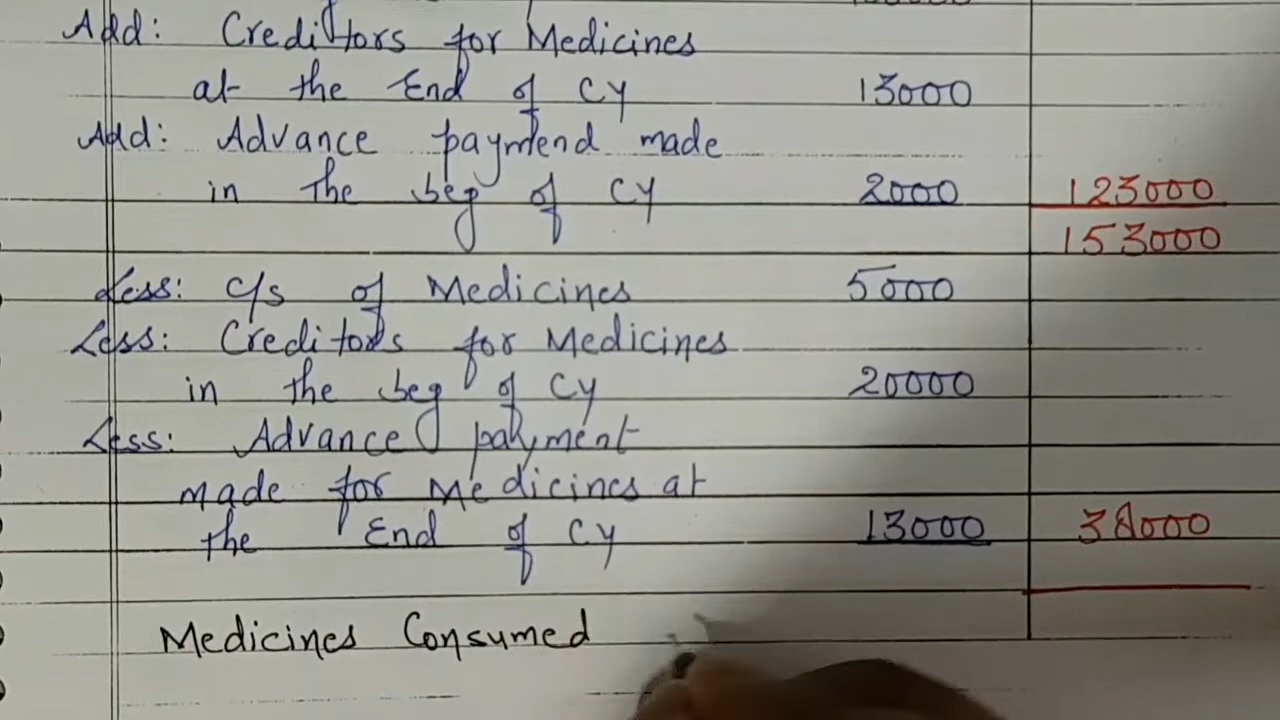 Add: Creditors for Medicines
at the End of CY 13000
Add: Advance paymend made
in the beg of CY 2000 123000
153000
Less: C/s of Medicines 5000
Less: Creditors for Medicines
in the beg of CY 20000
Less: Advance payment
made for Medicines at
the End of CY 13000 38000
Medicines Consumed